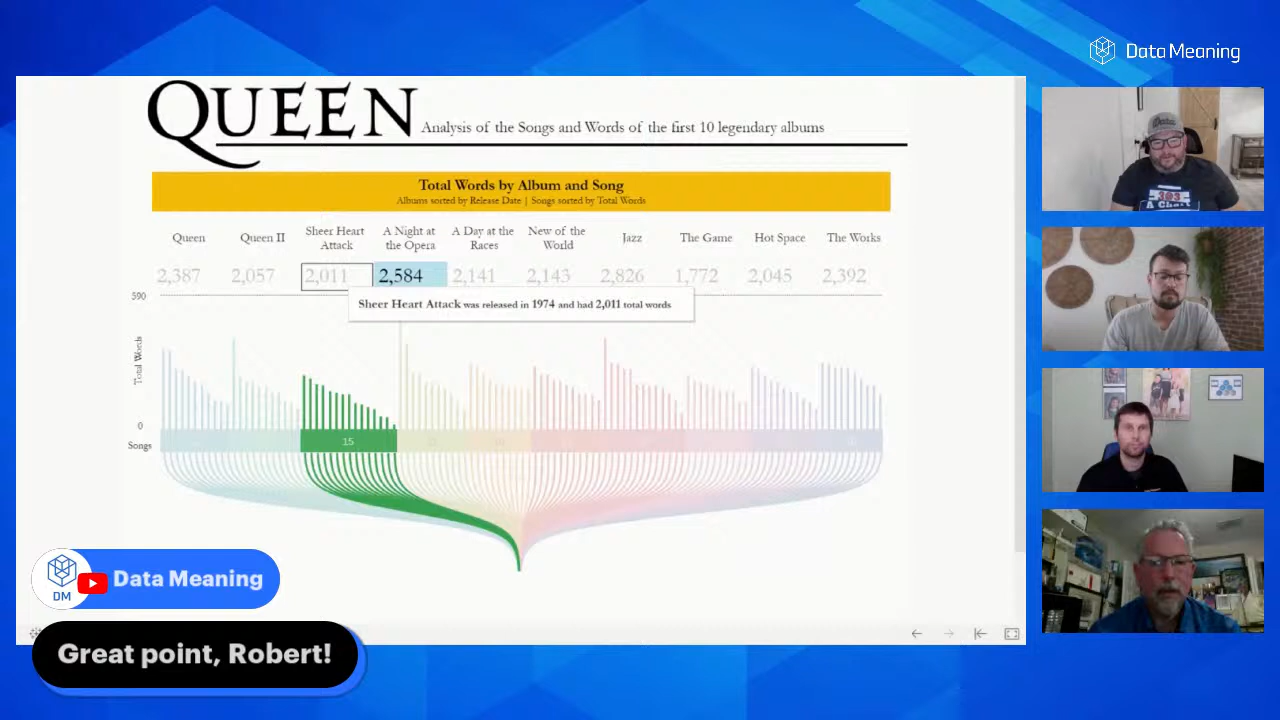 Data Meaning
QUEEN
Analysis of the Songs and Words of the first 10 legendary albums
Total Words by Album and Song
Albums sorted by Release Date | Songs sorted by Total Words
Queen
Queen II
Sheer Heart
Attack
A Night at
the Opera
A Day at the
Races
New of the
World
Jazz
The Game
Hot Space
The Works
2,387
2,057
2,011
2,584
2,141
2,143
2,826
1,772
2,045
2,392
590
Sheer Heart Attack was released in 1974 and had 2,011 total words
Total Words
0
Songs
15
303
A Chart
DM
Data Meaning
Great point, Robert!